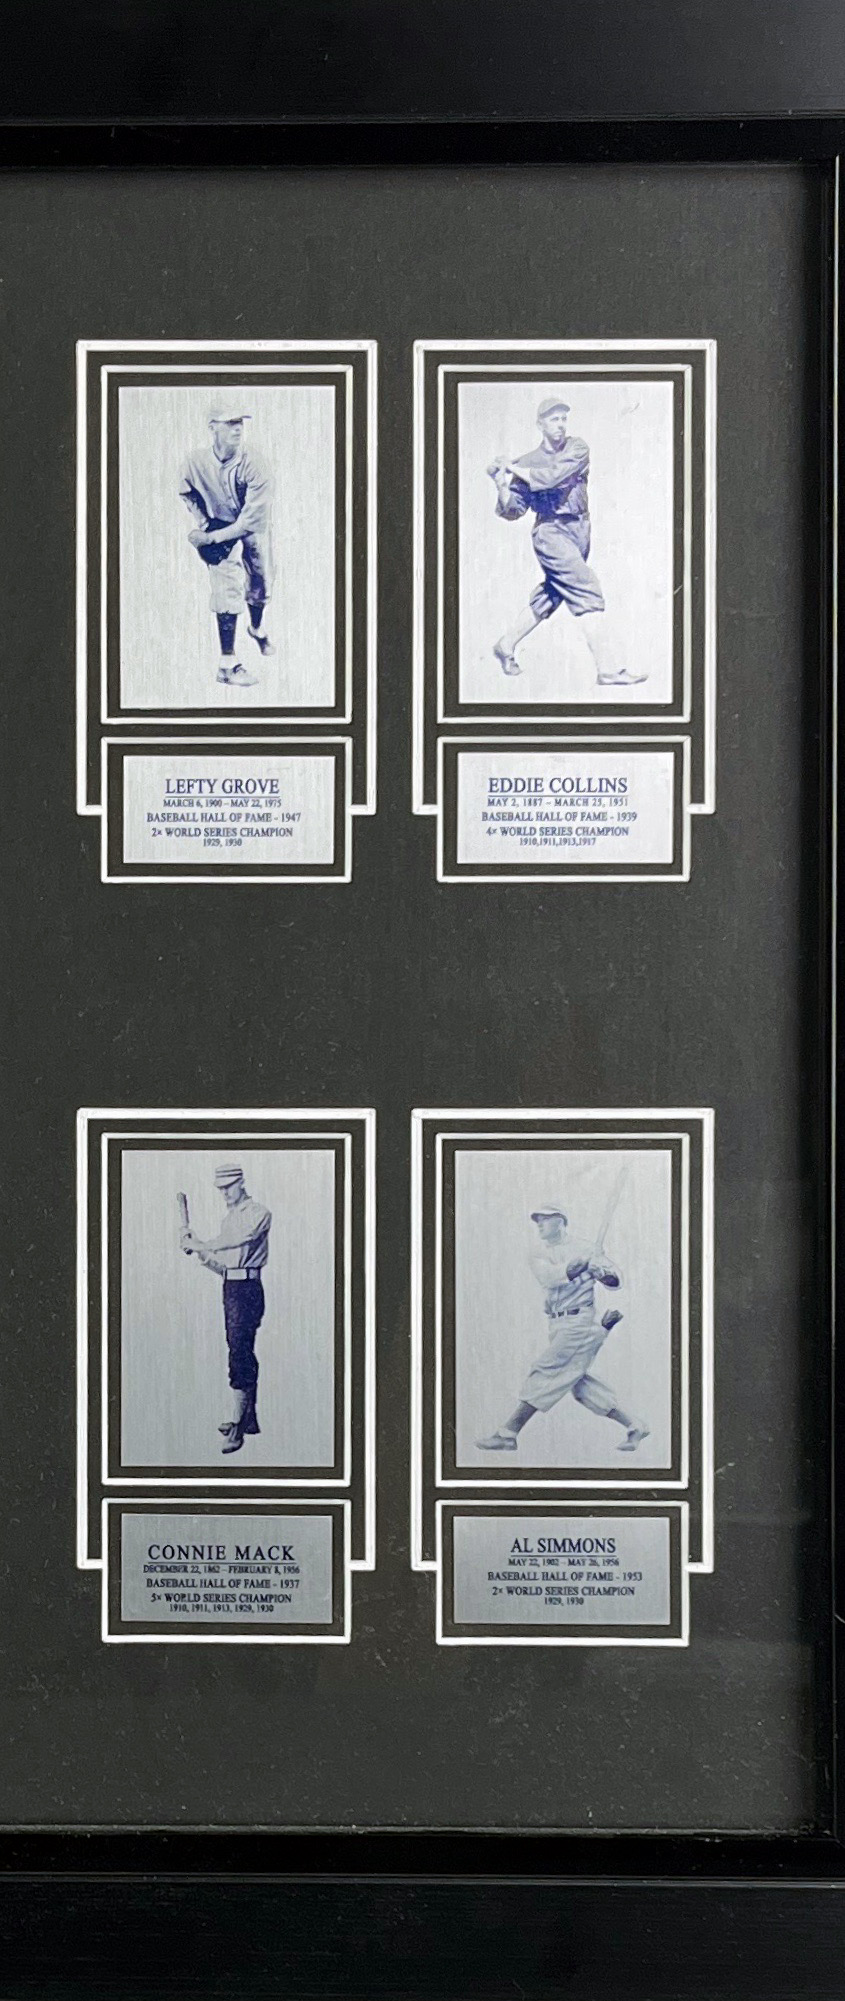 LEFTY GROVE
MARCH 6, 1900 – MAY 22, 1975
BASEBALL HALL OF FAME - 1947
2x WORLD SERIES CHAMPION
1929, 1930
EDDIE COLLINS
MAY 2, 1887 – MARCH 25, 1951
BASEBALL HALL OF FAME - 1939
4x WORLD SERIES CHAMPION
1910,1911,1913,1917
CONNIE MACK
DECEMBER 22, 1862 – FEBRUARY 8, 1956
BASEBALL HALL OF FAME - 1937
5x WORLD SERIES CHAMPION
1910, 1911, 1913, 1929, 1930
AL SIMMONS
MAY 22, 1902 – MAY 26, 1956
BASEBALL HALL OF FAME - 1953
2x WORLD SERIES CHAMPION
1929, 1930